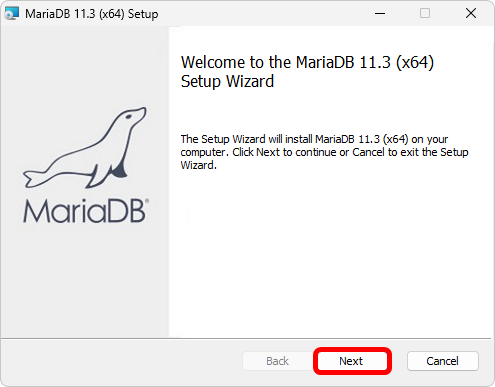 MariaDB 11.3 (x64) Setup
Welcome to the MariaDB 11.3 (x64)
Setup Wizard
The Setup Wizard will install MariaDB 11.3 (x64) on your
computer. Click Next to continue or Cancel to exit the Setup
Wizard.
MariaDB®
Back Next Cancel